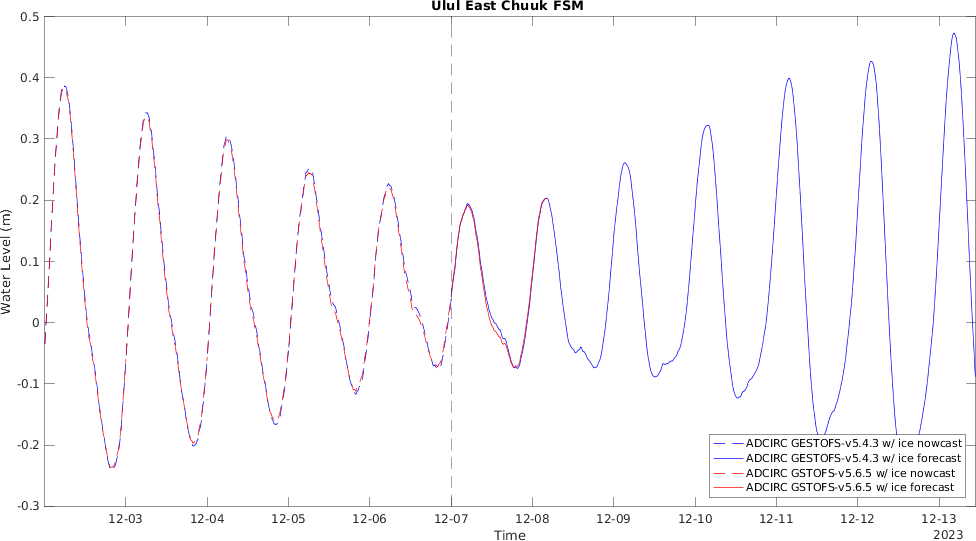 Ulul East Chuuk FSM
0.5
0.4
0.3
0.2
0.1
0
-0.1
-0.2
-0.3
Water Level (m)
ADCIRC GESTOFS-v5.4.3 w/ ice nowcast
ADCIRC GESTOFS-v5.4.3 w/ ice forecast
ADCIRC GSTOFS-v5.6.5 w/ ice nowcast
ADCIRC GSTOFS-v5.6.5 w/ ice forecast
12-03 12-04 12-05 12-06 12-07 12-08 12-09 12-10 12-11 12-12 12-13
Time
2023